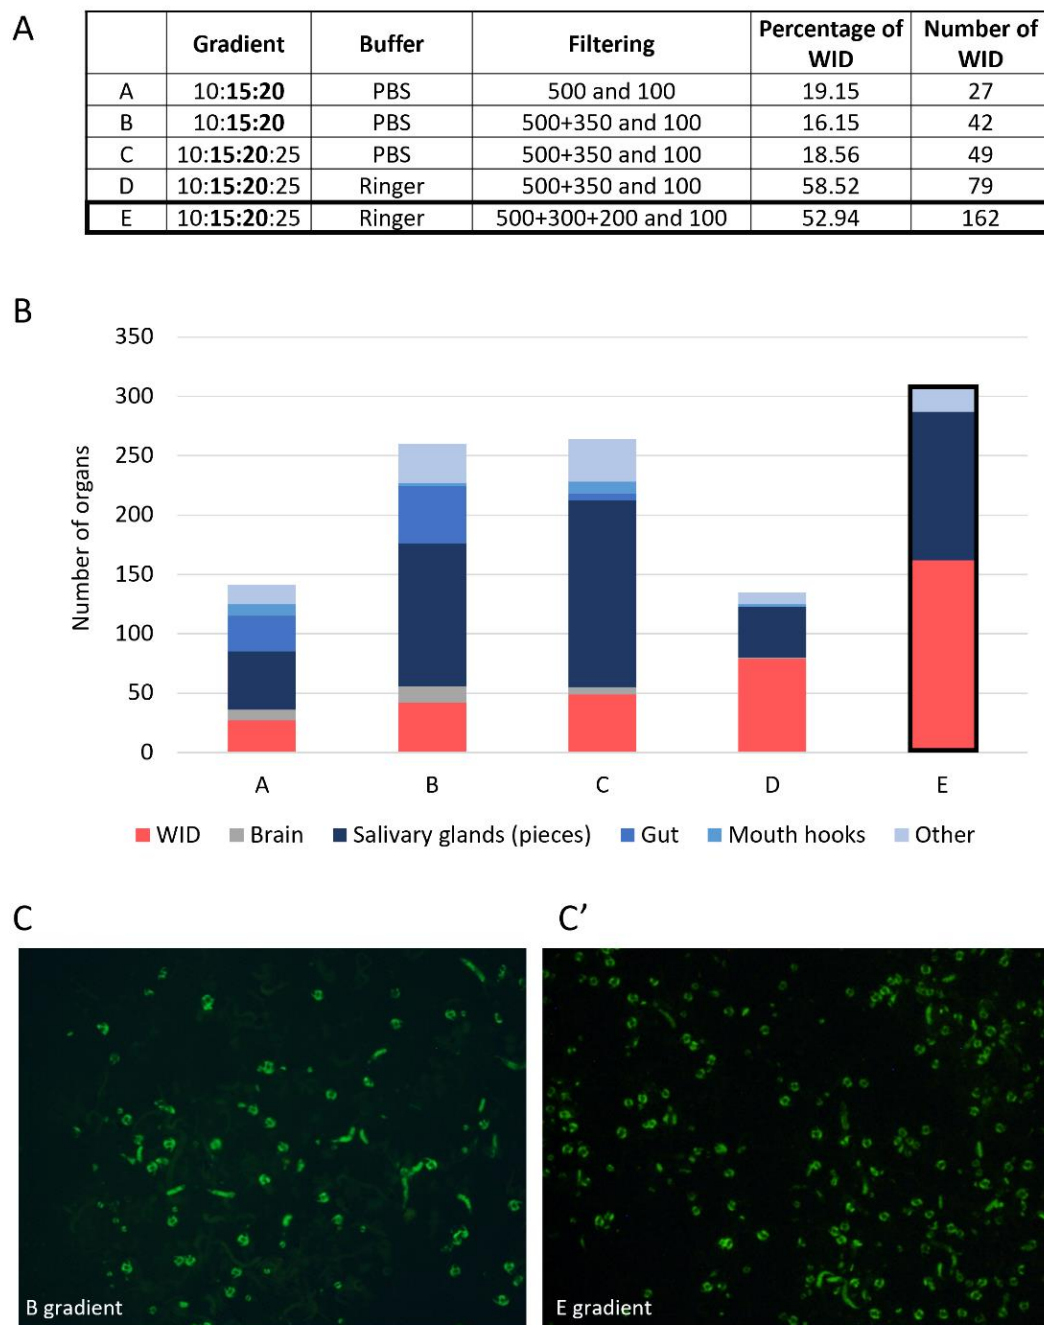 A
Gradient Buffer Filtering Percentage of WID Number of WID
A 10:15:20 PBS 500 and 100 19.15 27
B 10:15:20 PBS 500+350 and 100 16.15 42
C 10:15:20:25 PBS 500+350 and 100 18.56 49
D 10:15:20:25 Ringer 500+350 and 100 58.52 79
E 10:15:20:25 Ringer 500+300+200 and 100 52.94 162
B
350
300
250
200
150
100
50
0
Number of organs
A B C D E
WID Brain Salivary glands (pieces) Gut Mouth hooks Other
C C’
B gradient E gradient